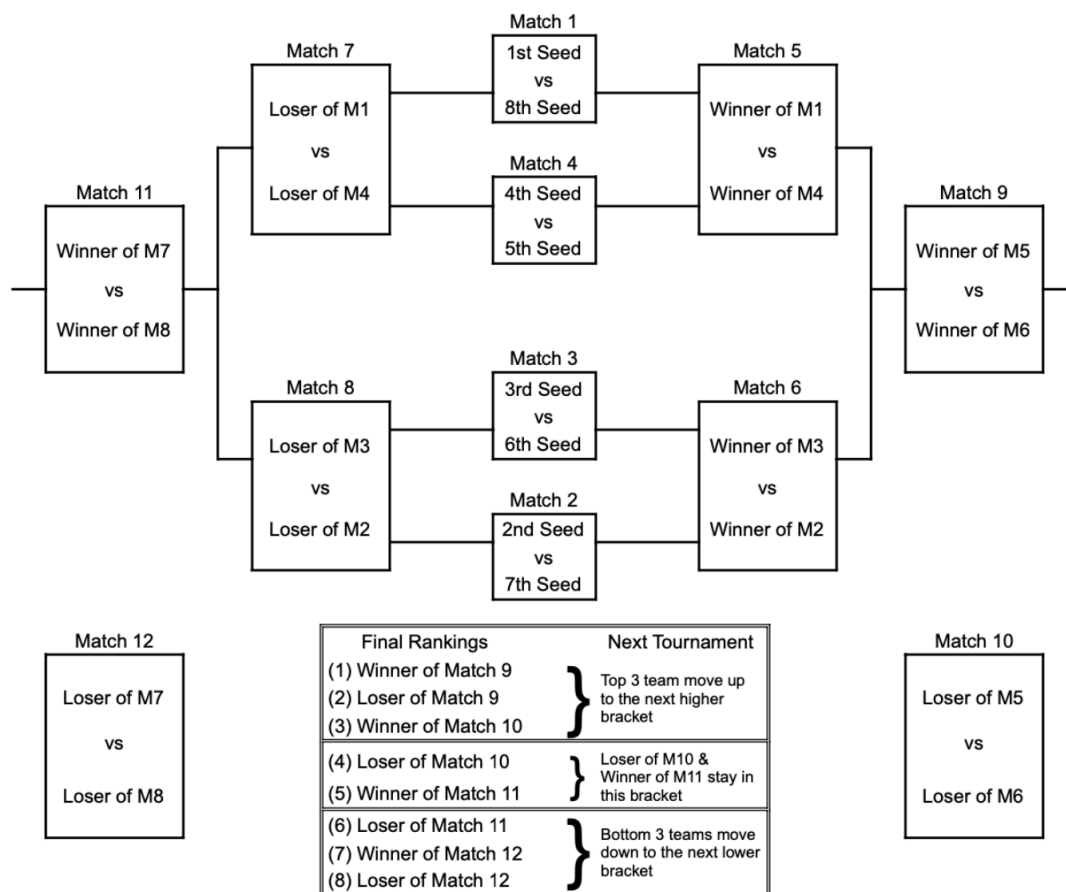 Match 1
1st Seed
vs
8th Seed
Match 7
Loser of M1
vs
Loser of M4
Match 5
Winner of M1
vs
Winner of M4
Match 4
4th Seed
vs
5th Seed
Match 11
Winner of M7
vs
Winner of M8
Match 9
Winner of M5
vs
Winner of M6
Match 3
3rd Seed
vs
6th Seed
Match 8
Loser of M3
vs
Loser of M2
Match 6
Winner of M3
vs
Winner of M2
Match 2
2nd Seed
vs
7th Seed
Match 12
Loser of M7
vs
Loser of M8
Final Rankings
Next Tournament
(1) Winner of Match 9
(2) Loser of Match 9
(3) Winner of Match 10
Top 3 team move up
to the next higher
bracket
(4) Loser of Match 10
(5) Winner of Match 11
Loser of M10 &
Winner of M11 stay in
this bracket
(6) Loser of Match 11
(7) Winner of Match 12
(8) Loser of Match 12
Bottom 3 teams move
down to the next lower
bracket
Match 10
Loser of M5
vs
Loser of M6